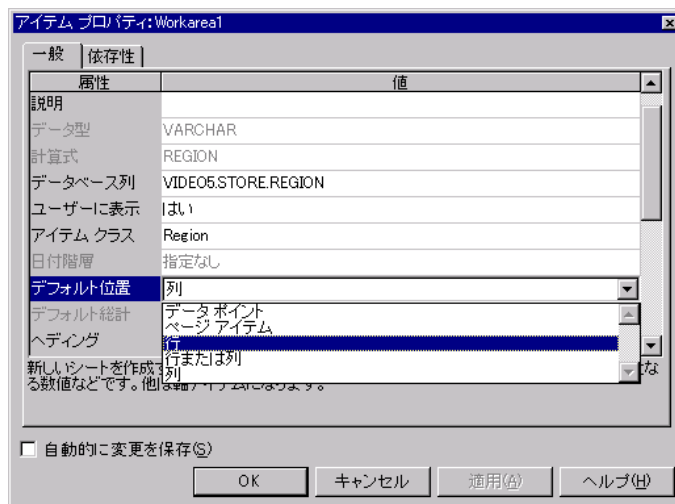 アイテム プロパティ: Workarea1
一般 依存性
属性 値
説明
データ型 VARCHAR
計算式 REGION
データベース列 VIDEO5.STORE.REGION
ユーザーに表示 はい
アイテム クラス Region
日付階層 指定なし
デフォルト位置 列
デフォルト総計 データ ポイント
ページ アイテム
ヘディング 行
行または列
列
新しいシートを作成す な
る数値などです。他は軸アイテムになります。
自動的に変更を保存(S)
OK キャンセル 適用(A) ヘルプ(H)